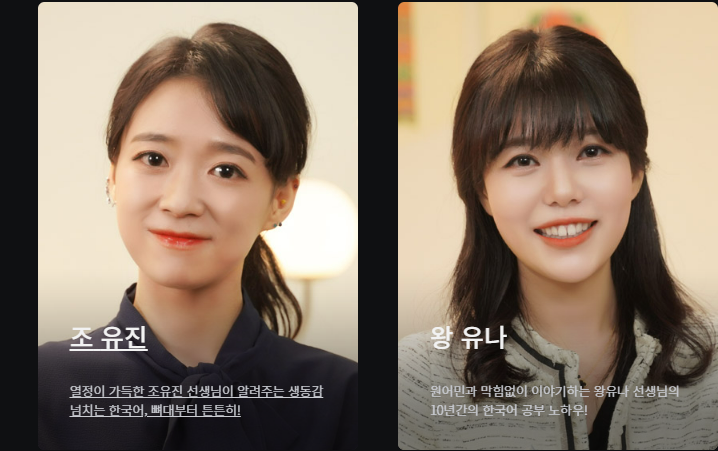 조 유진
열정이 가득한 조유진 선생님이 알려주는 생동감
넘치는 한국어, 뼈대부터 튼튼히!
왕 유나
원어민과 막힘없이 이야기하는 왕유나 선생님의
10년간의 한국어 공부 노하우!